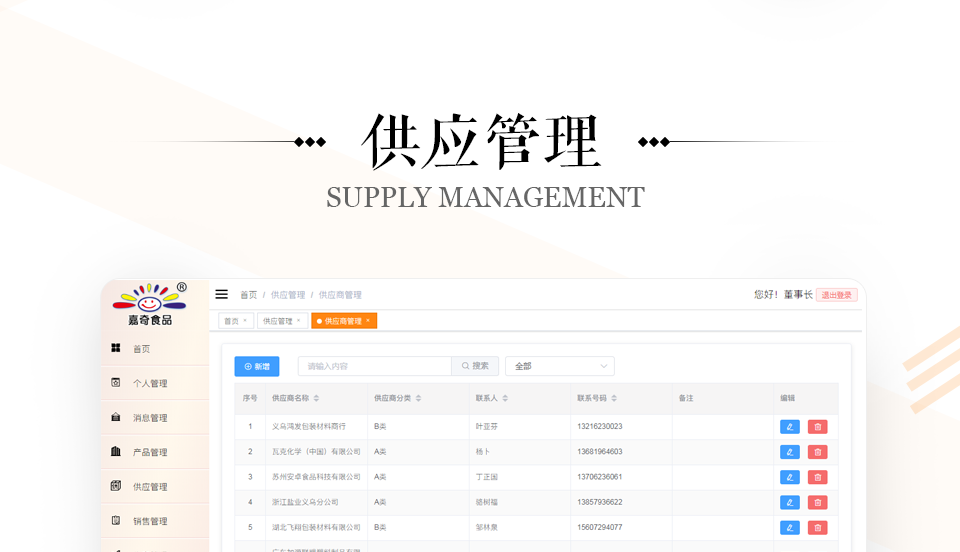 供应管理
SUPPLY MANAGEMENT
®
嘉奇食品
首页 / 供应管理 / 供应商管理
您好！董事长 退出登录
首页 × 供应管理 × 供应商管理 ×
首页
个人管理
消息管理
产品管理
供应管理
销售管理
新增 请输入内容 搜索 全部
序号 供应商名称 供应商分类 联系人 联系号码 备注 编辑
1 义乌鸿发包装材料商行 B类 叶亚芬 13216230023
2 瓦克化学（中国）有限公司 A类 杨卜 13681964603
3 苏州安卓食品科技有限公司 A类 丁正国 13706236061
4 浙江盐业义乌分公司 A类 骆树福 13857936622
5 湖北飞翔包装材料有限公司 B类 邹林泉 15607294077